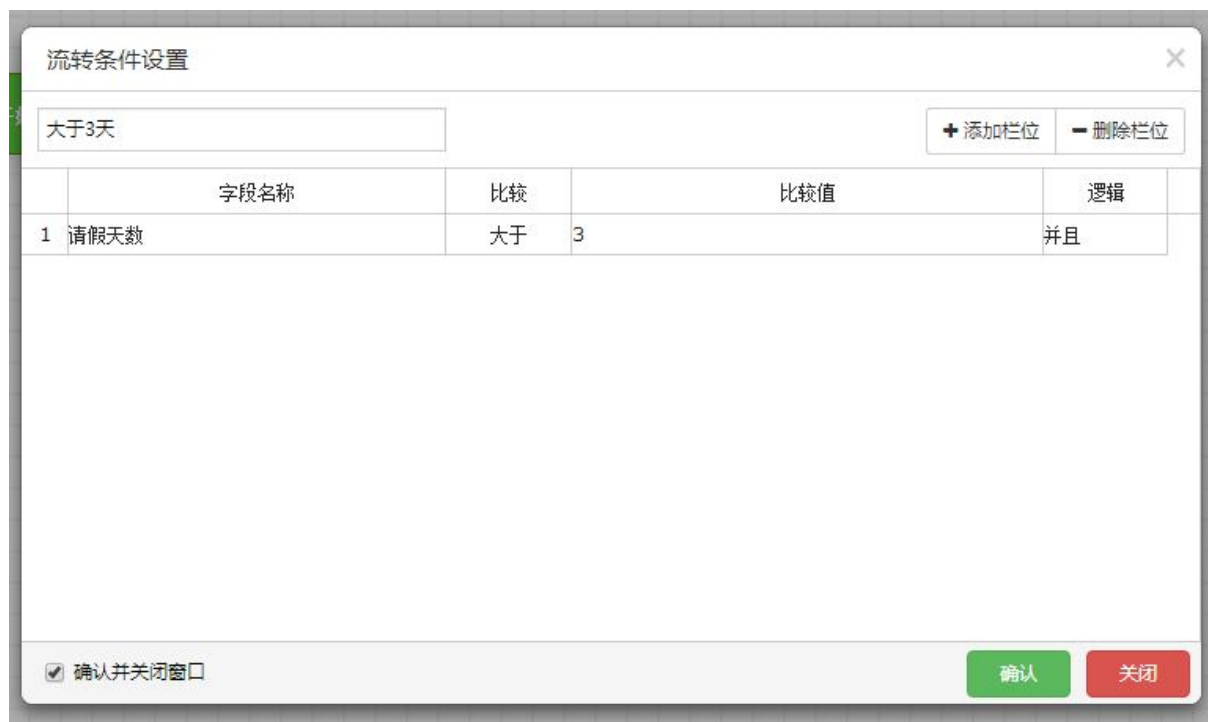 流转条件设置
大于3天
添加栏位 删除栏位
字段名称 比较 比较值 逻辑
1 请假天数 大于 3 并且
确认并关闭窗口 确认 关闭